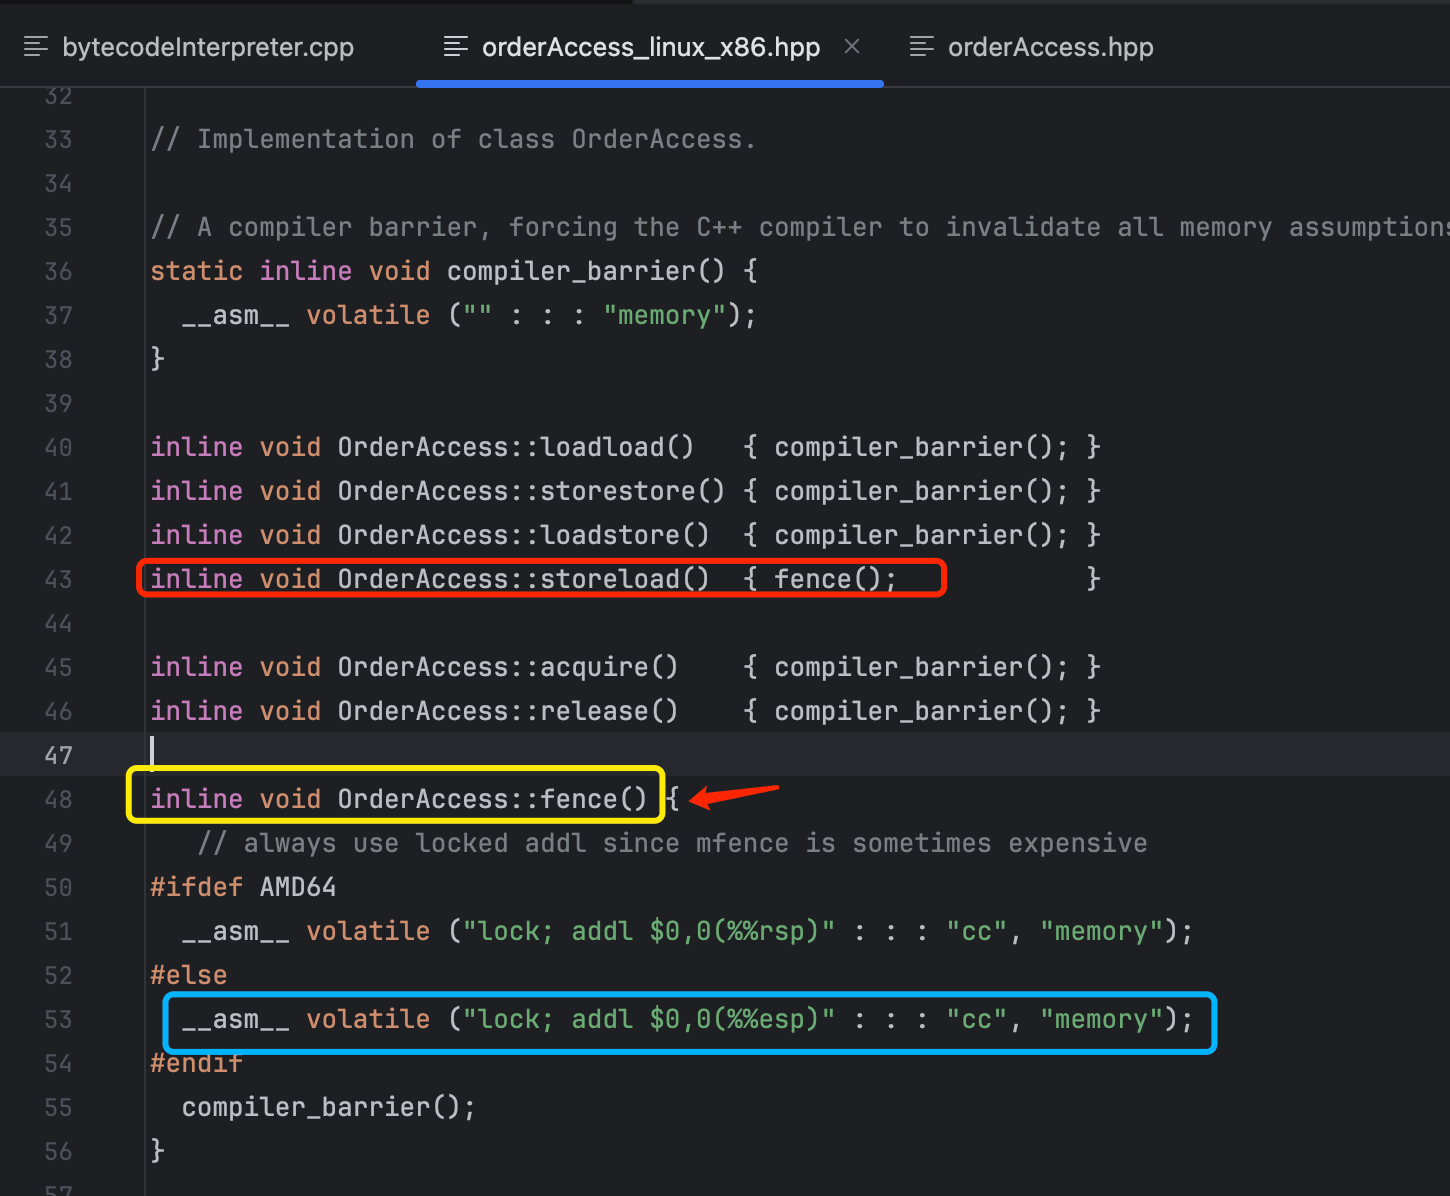 bytecodeInterpreter.cpp orderAccess_linux_x86.hpp × orderAccess.hpp
32
33 // Implementation of class OrderAccess.
34
35 // A compiler barrier, forcing the C++ compiler to invalidate all memory assumptions
36 static inline void compiler_barrier() {
37   __asm__ volatile ("" : : : "memory");
38 }
39
40 inline void OrderAccess::loadload()   { compiler_barrier(); }
41 inline void OrderAccess::storestore() { compiler_barrier(); }
42 inline void OrderAccess::loadstore()  { compiler_barrier(); }
43 inline void OrderAccess::storeload()  { fence();            }
44
45 inline void OrderAccess::acquire()    { compiler_barrier(); }
46 inline void OrderAccess::release()    { compiler_barrier(); }
47
48 inline void OrderAccess::fence() {
49    // always use locked addl since mfence is sometimes expensive
50 #ifdef AMD64
51   __asm__ volatile ("lock; addl $0,0(%%rsp)" : : : "cc", "memory");
52 #else
53   __asm__ volatile ("lock; addl $0,0(%%esp)" : : : "cc", "memory");
54 #endif
55   compiler_barrier();
56 }
57